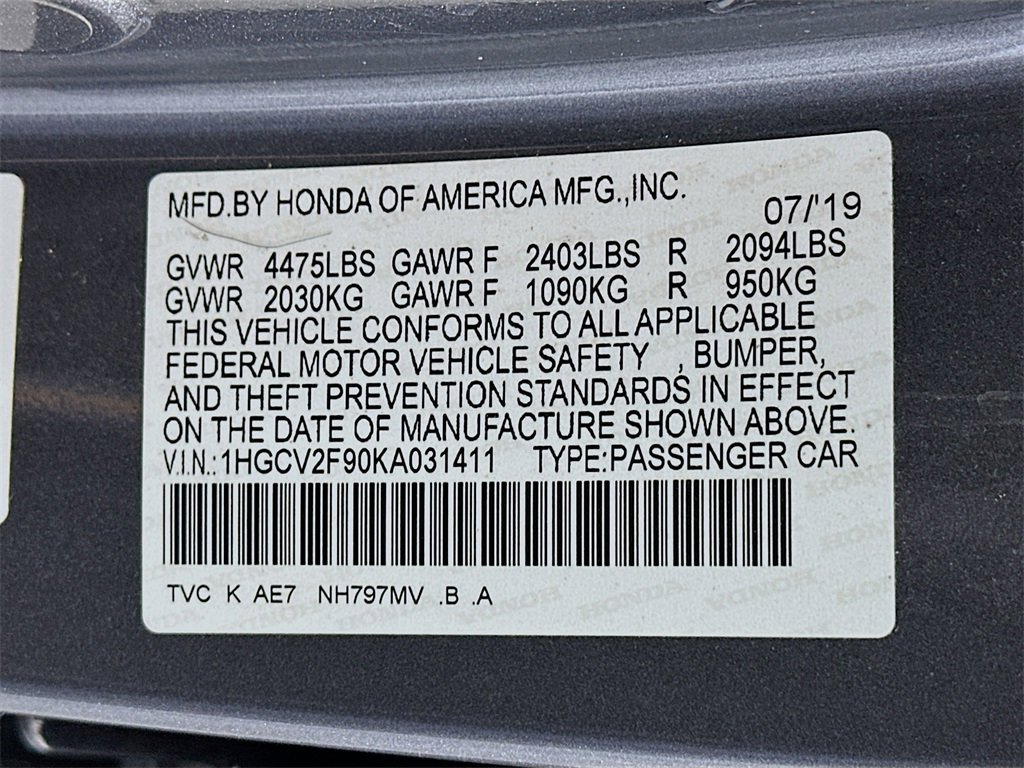 MFD.BY HONDA OF AMERICA MFG.,INC. 07/'19
GVWR 4475LBS GAWR F 2403LBS R 2094LBS
GVWR 2030KG GAWR F 1090KG R 950KG
THIS VEHICLE CONFORMS TO ALL APPLICABLE
FEDERAL MOTOR VEHICLE SAFETY , BUMPER,
AND THEFT PREVENTION STANDARDS IN EFFECT
ON THE DATE OF MANUFACTURE SHOWN ABOVE.
V.I.N.:1HGCV2F90KA031411 TYPE:PASSENGER CAR
TVC K AE7 NH797MV .B .A